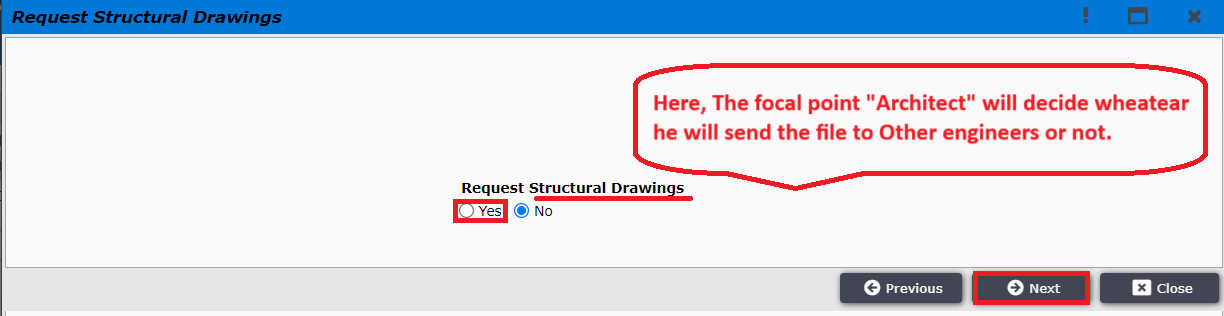 Request Structural Drawings
Here, The focal point "Architect" will decide wheatear
he will send the file to Other engineers or not.
Request Structural Drawings
Yes No
Previous Next Close